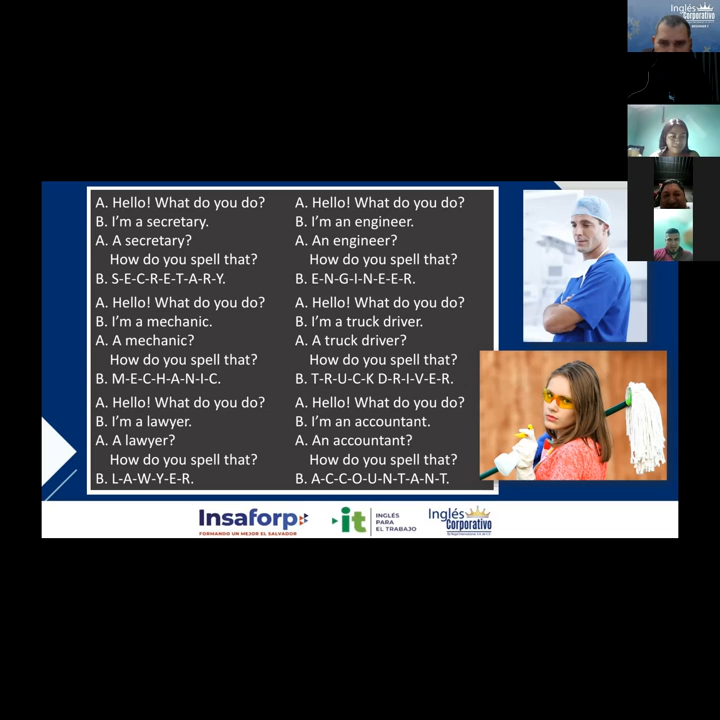 A. Hello! What do you do?
B. I'm a secretary.
A. A secretary?
How do you spell that?
B. S-E-C-R-E-T-A-R-Y.
A. Hello! What do you do?
B. I'm a mechanic.
A. A mechanic?
How do you spell that?
B. M-E-C-H-A-N-I-C.
A. Hello! What do you do?
B. I'm a lawyer.
A. A lawyer?
How do you spell that?
B. L-A-W-Y-E-R.
A. Hello! What do you do?
B. I'm an engineer.
A. An engineer?
How do you spell that?
B. E-N-G-I-N-E-E-R.
A. Hello! What do you do?
B. I'm a truck driver.
A. A truck driver?
How do you spell that?
B. T-R-U-C-K D-R-I-V-E-R.
A. Hello! What do you do?
B. I'm an accountant.
A. An accountant?
How do you spell that?
B. A-C-C-O-U-N-T-A-N-T.
Insaforp
FORMANDO UN MEJOR EL SALVADOR
it
INGLÉS
PARA
EL TRABAJO
Inglés
Corporativo
Inglés
Corporativo